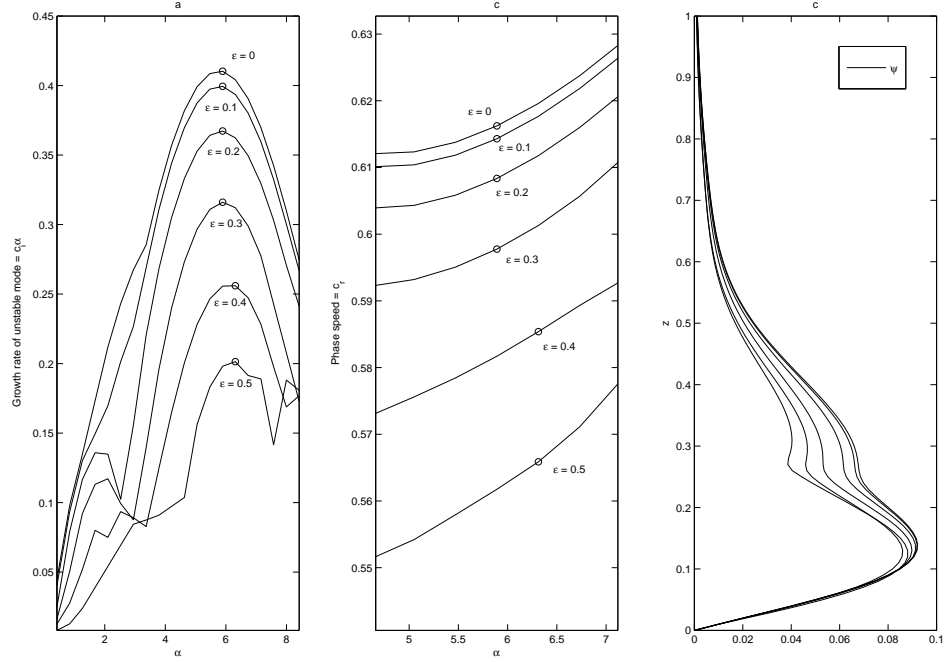 a
0.45
0.4
0.35
0.3
0.25
0.2
0.15
0.1
0.05
2
4
6
8
α
Growth rate of unstable mode = cᵢα
ε = 0
ε = 0.1
ε = 0.2
ε = 0.3
ε = 0.4
ε = 0.5
c
0.63
0.62
0.61
0.6
0.59
0.58
0.57
0.56
0.55
5
5.5
6
6.5
7
α
Phase speed = cᵣ
ε = 0
ε = 0.1
ε = 0.2
ε = 0.3
ε = 0.4
ε = 0.5
c
1
0.9
0.8
0.7
0.6
0.5
0.4
0.3
0.2
0.1
0
0
0.02
0.04
0.06
0.08
0.1
z
ψ